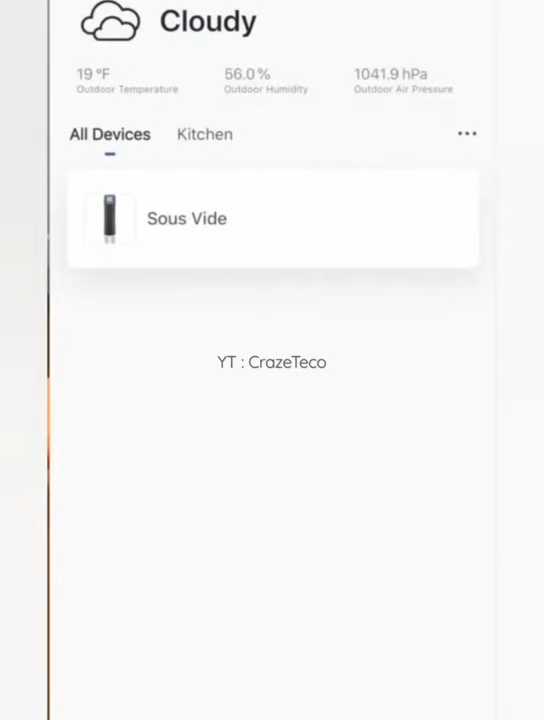 Cloudy
19 °F 56.0 % 1041.9 hPa
Outdoor Temperature Outdoor Humidity Outdoor Air Pressure
All Devices Kitchen
Sous Vide
YT : CrazeTeco